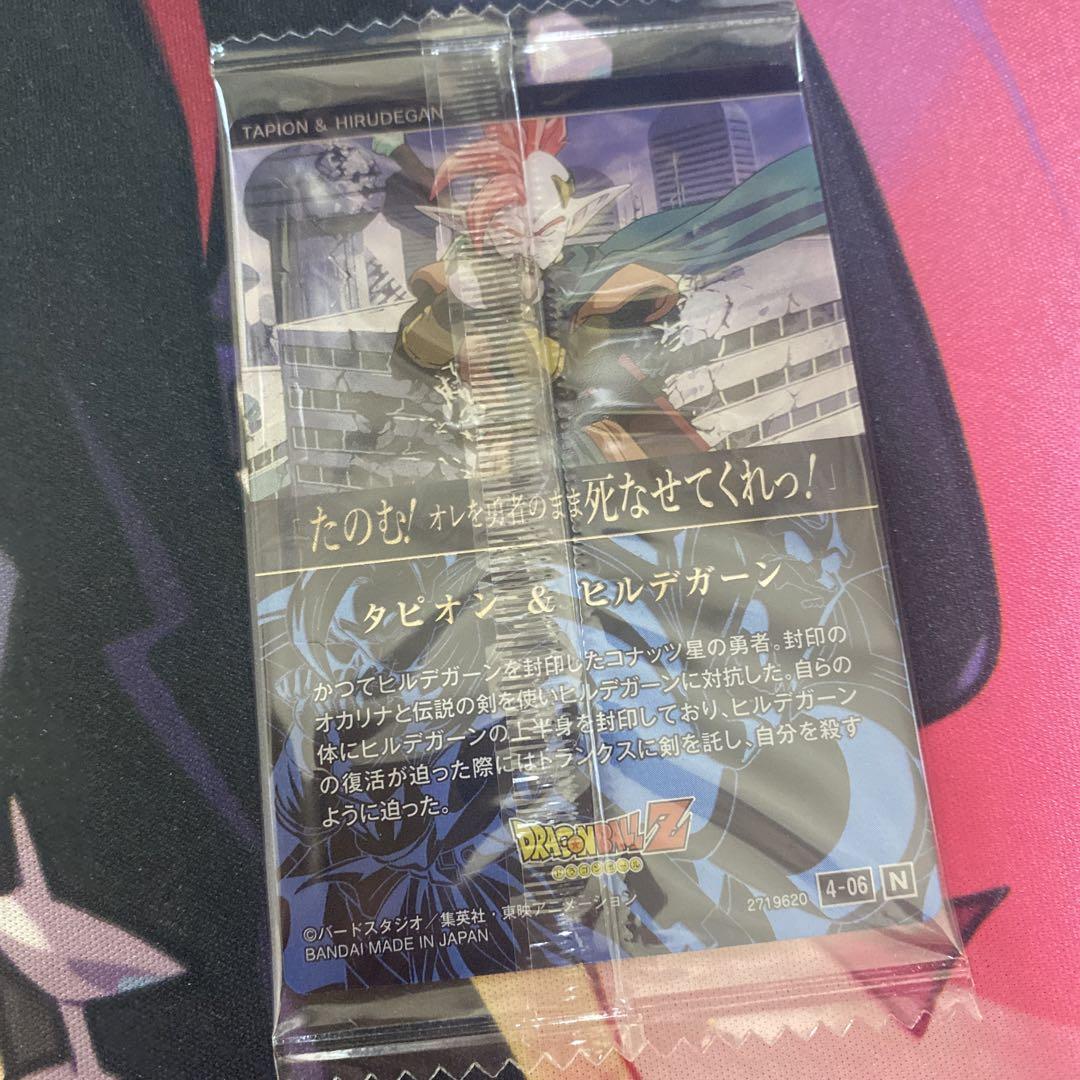 TAPION & HIRUDEGAN
「たのむ！オレを勇者のまま死なせてくれっ！」
タピオン & ヒルデガーン
かつてヒルデガーンを封印したコナッツ星の勇者。封印の
オカリナと伝説の剣を使いヒルデガーンに対抗した。自らの
体にヒルデガーンの上半身を封印しており、ヒルデガーン
の復活が迫った際にはトランクスに剣を託し、自分を殺す
ように迫った。
DRAGON BALL Z
ドラゴンボール
©バードスタジオ／集英社・東映アニメーション
BANDAI MADE IN JAPAN
2719620 4-06 N